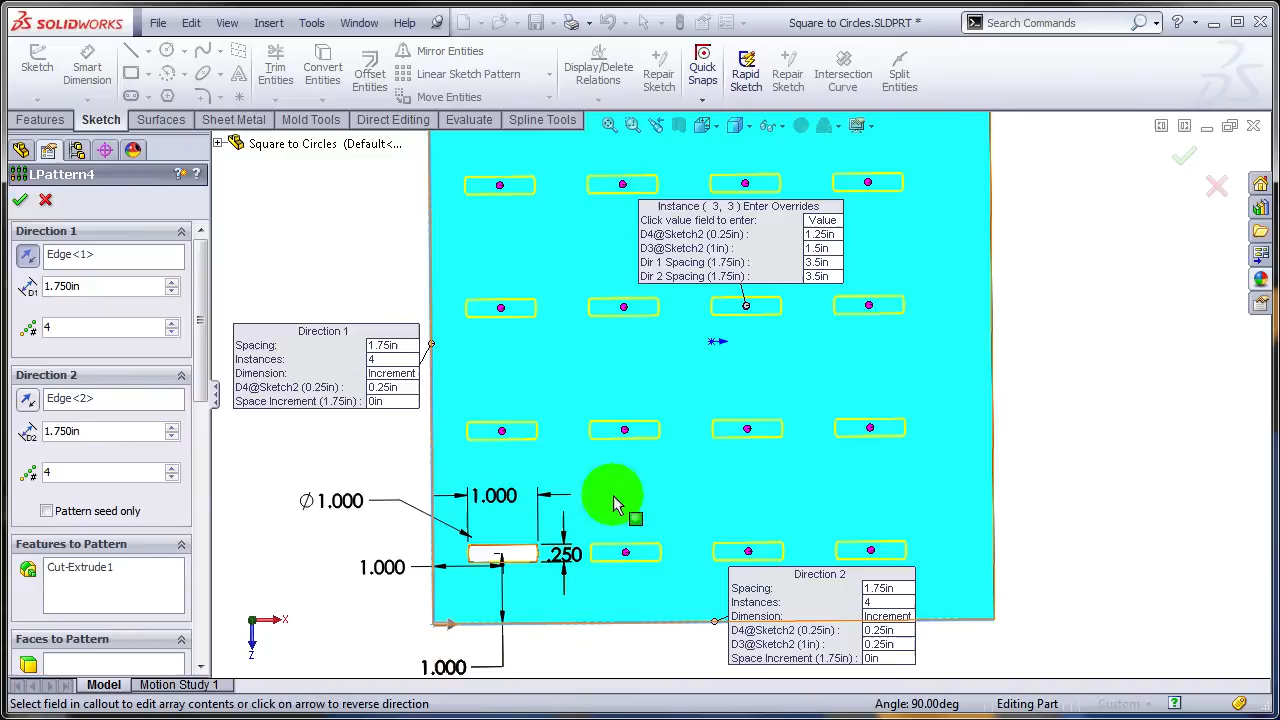 SOLIDWORKS File Edit View Insert Tools Window Help Square to Circles.SLDPRT * Search Commands
Sketch Smart Dimension Trim Entities Convert Entities Offset Entities Mirror Entities Linear Sketch Pattern Move Entities Display/Delete Relations Repair Sketch Quick Snaps Rapid Sketch Repair Sketch Intersection Curve Split Entities
Features Sketch Surfaces Sheet Metal Mold Tools Direct Editing Evaluate Spline Tools
Square to Circles (Default<...
LPattern4
Direction 1
Edge<1>
D1 1.750in
4
Direction 2
Edge<2>
D2 1.750in
4
Pattern seed only
Features to Pattern
Cut-Extrude1
Faces to Pattern
Instance ( 3, 3 ) Enter Overrides
Click value field to enter: Value
D4@Sketch2 (0.25in) : 1.25in
D3@Sketch2 (1in) : 1.5in
Dir 1 Spacing (1.75in) : 3.5in
Dir 2 Spacing (1.75in) : 3.5in
Direction 1
Spacing: 1.75in
Instances: 4
Dimension: Increment
D4@Sketch2 (0.25in) : 0.25in
Space Increment (1.75in) : 0in
Ø1.000
1.000
.250
1.000
1.000
Direction 2
Spacing: 1.75in
Instances: 4
Dimension: Increment
D4@Sketch2 (0.25in) : 0.25in
D3@Sketch2 (1in) : 0.25in
Space Increment (1.75in) : 0in
X
Z
Model Motion Study 1
Select field in callout to edit array contents or click on arrow to reverse direction Angle: 90.00deg Editing Part Custom